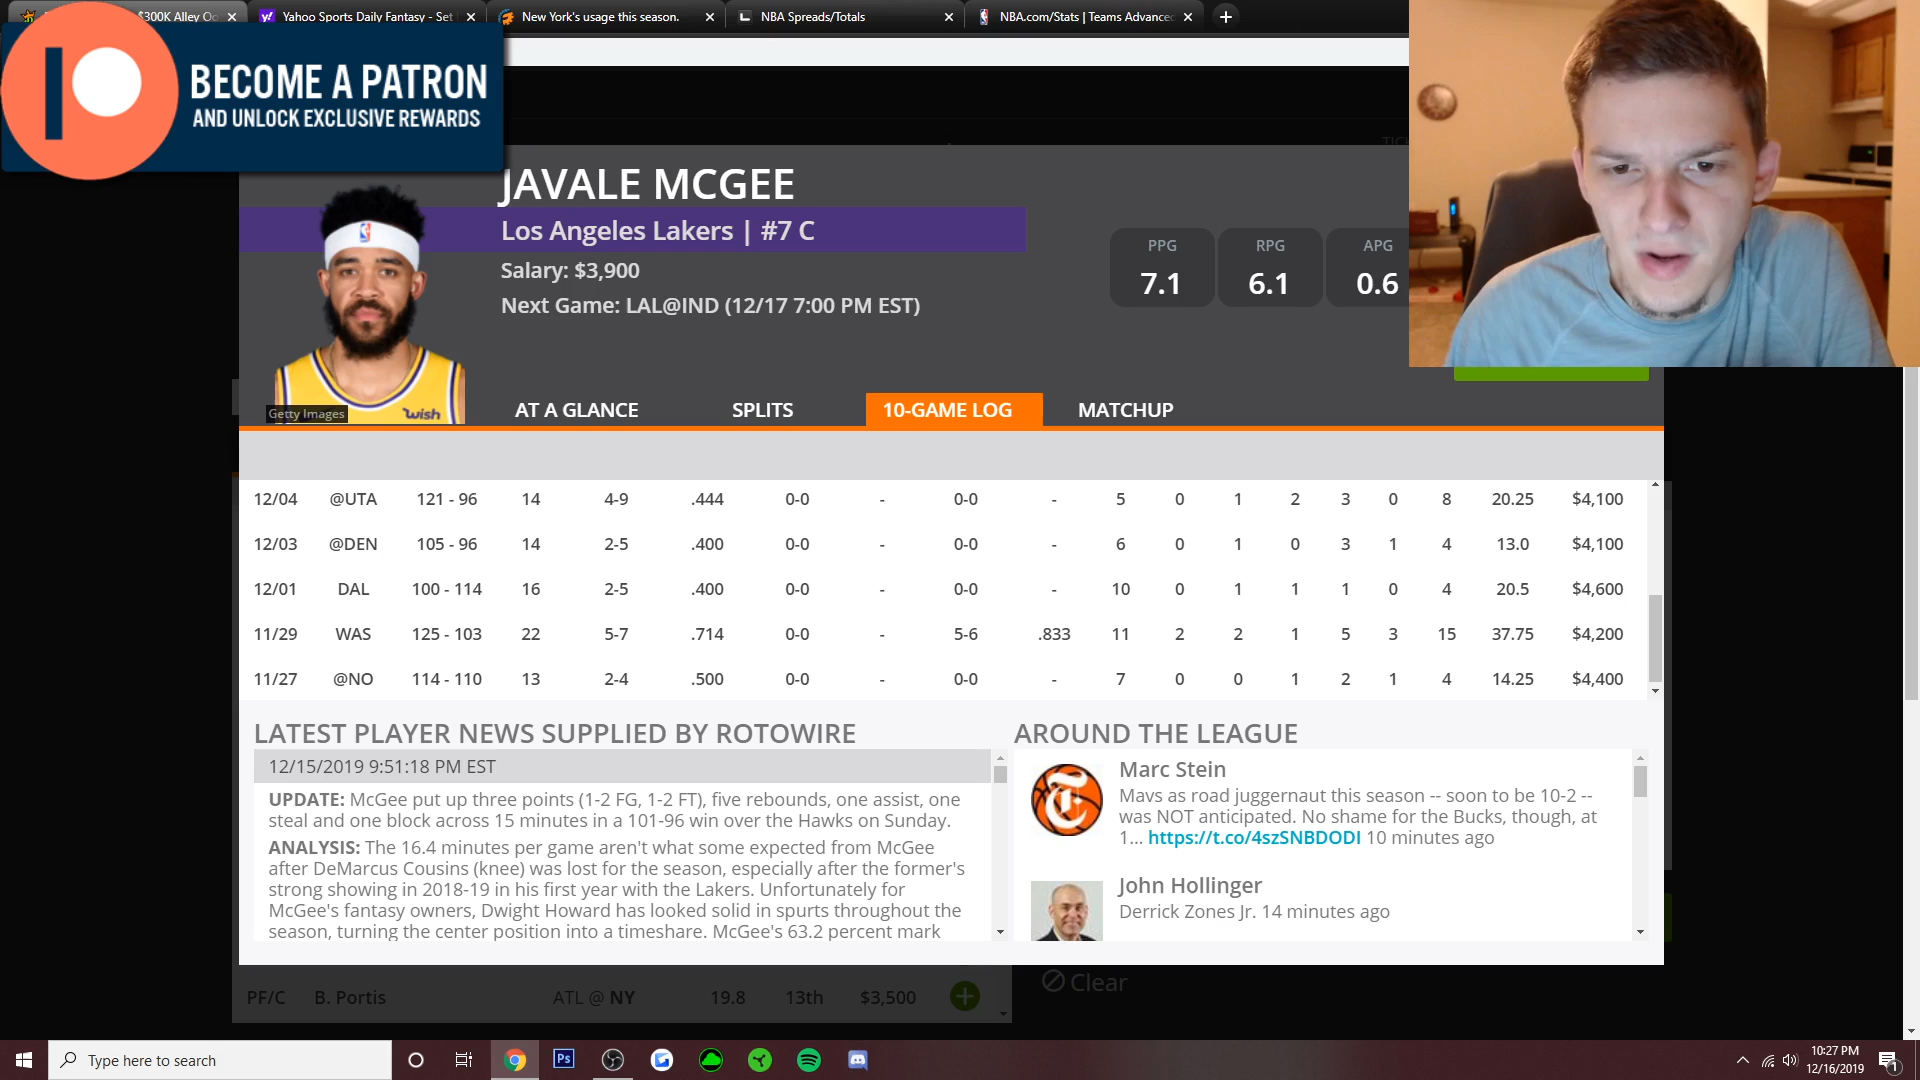 $300K Alley Oo
Yahoo Sports Daily Fantasy - Set
New York's usage this season.
NBA Spreads/Totals
NBA.com/Stats | Teams Advanced
BECOME A PATRON
AND UNLOCK EXCLUSIVE REWARDS
JAVALE MCGEE
Los Angeles Lakers | #7 C
Salary: $3,900
Next Game: LAL@IND (12/17 7:00 PM EST)
PPG RPG APG
7.1 6.1 0.6
Getty Images
wish
AT A GLANCE SPLITS 10-GAME LOG MATCHUP
12/04 @UTA 121 - 96 14 4-9 .444 0-0 - 0-0 - 5 0 1 2 3 0 8 20.25 $4,100
12/03 @DEN 105 - 96 14 2-5 .400 0-0 - 0-0 - 6 0 1 0 3 1 4 13.0 $4,100
12/01 DAL 100 - 114 16 2-5 .400 0-0 - 0-0 - 10 0 1 1 1 0 4 20.5 $4,600
11/29 WAS 125 - 103 22 5-7 .714 0-0 - 5-6 .833 11 2 2 1 5 3 15 37.75 $4,200
11/27 @NO 114 - 110 13 2-4 .500 0-0 - 0-0 - 7 0 0 1 2 1 4 14.25 $4,400
LATEST PLAYER NEWS SUPPLIED BY ROTOWIRE
12/15/2019 9:51:18 PM EST
UPDATE: McGee put up three points (1-2 FG, 1-2 FT), five rebounds, one assist, one
steal and one block across 15 minutes in a 101-96 win over the Hawks on Sunday.
ANALYSIS: The 16.4 minutes per game aren't what some expected from McGee
after DeMarcus Cousins (knee) was lost for the season, especially after the former's
strong showing in 2018-19 in his first year with the Lakers. Unfortunately for
McGee's fantasy owners, Dwight Howard has looked solid in spurts throughout the
season, turning the center position into a timeshare. McGee's 63.2 percent mark
AROUND THE LEAGUE
Marc Stein
Mavs as road juggernaut this season -- soon to be 10-2 --
was NOT anticipated. No shame for the Bucks, though, at
1... https://t.co/4szSNBDODI 10 minutes ago
John Hollinger
Derrick Zones Jr. 14 minutes ago
PF/C B. Portis ATL @ NY 19.8 13th $3,500
Clear
Type here to search
Ps
10:27 PM
12/16/2019
1